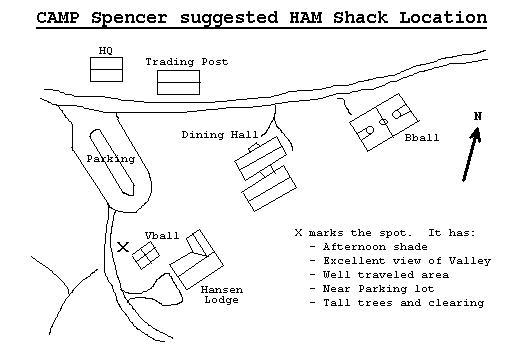 CAMP Spencer suggested HAM Shack Location
HQ
Trading Post
N
Dining Hall
Bball
Parking
X
Vball
Hansen
Lodge
X marks the spot.  It has:
- Afternoon shade
- Excellent view of Valley
- Well traveled area
- Near Parking lot
- Tall trees and clearing